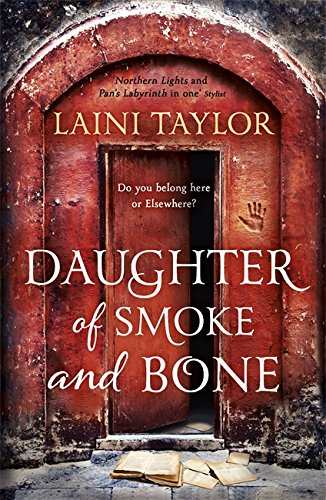 Northern Lights and
Pan's Labyrinth in one' Stylist
LAINI TAYLOR
Do you belong here
or Elsewhere?
DAUGHTER
of SMOKE
and BONE